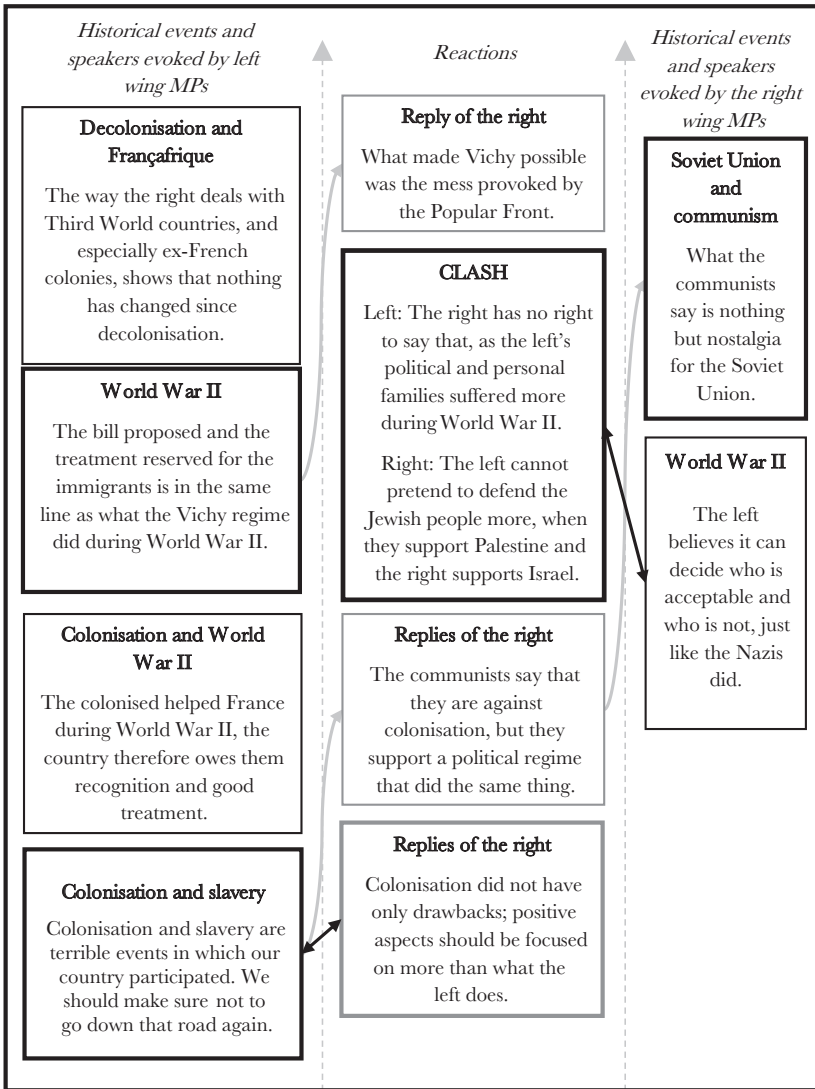 Historical events and
speakers evoked by left
wing MPs
Decolonisation and
Françafrique
The way the right deals with
Third World countries, and
especially ex-French
colonies, shows that nothing
has changed since
decolonisation.
World War II
The bill proposed and the
treatment reserved for the
immigrants is in the same
line as what the Vichy regime
did during World War II.
Colonisation and World
War II
The colonised helped France
during World War II, the
country therefore owes them
recognition and good
treatment.
Colonisation and slavery
Colonisation and slavery are
terrible events in which our
country participated. We
should make sure not to
go down that road again.
Reactions
Reply of the right
What made Vichy possible
was the mess provoked by
the Popular Front.
CLASH
Left: The right has no right
to say that, as the left's
political and personal
families suffered more
during World War II.
Right: The left cannot
pretend to defend the
Jewish people more, when
they support Palestine and
the right supports Israel.
Replies of the right
The communists say that
they are against
colonisation, but they
support a political regime
that did the same thing.
Replies of the right
Colonisation did not have
only drawbacks; positive
aspects should be focused
on more than what the
left does.
Historical events
and speakers
evoked by the right
wing MPs
Soviet Union
and
communism
What the
communists
say is nothing
but nostalgia
for the Soviet
Union.
World War II
The left
believes it can
decide who is
acceptable and
who is not, just
like the Nazis
did.